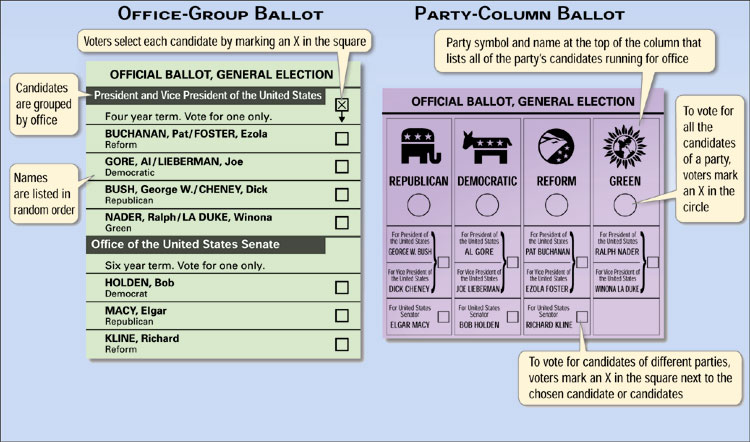 OFFICE-GROUP BALLOT
Voters select each candidate by marking an X in the square
Candidates
are grouped
by office
Names
are listed in
random order
OFFICIAL BALLOT, GENERAL ELECTION
President and Vice President of the United States
Four year term. Vote for one only.
BUCHANAN, Pat/FOSTER, Ezola
Reform
GORE, Al/LIEBERMAN, Joe
Democratic
BUSH, George W./CHENEY, Dick
Republican
NADER, Ralph/LA DUKE, Winona
Green
Office of the United States Senate
Six year term. Vote for one only.
HOLDEN, Bob
Democrat
MACY, Elgar
Republican
KLINE, Richard
Reform
PARTY-COLUMN BALLOT
Party symbol and name at the top of the column that
lists all of the party's candidates running for office
OFFICIAL BALLOT, GENERAL ELECTION
REPUBLICAN DEMOCRATIC REFORM GREEN
For President of For President of For President of For President of
the United States the United States the United States the United States
GEORGE W. BUSH AL GORE PAT BUCHANAN RALPH NADER
For Vice President For Vice President For Vice President For Vice President
of the United States of the United States of the United States of the United States
DICK CHENEY JOE LIEBERMAN EZOLA FOSTER WINONA LA DUKE
For United States For United States For United States
Senator Senator Senator
ELGAR MACY BOB HOLDEN RICHARD KLINE
To vote for
all the
candidates
of a party,
voters mark
an X in the
circle
To vote for candidates of different parties,
voters mark an X in the square next to the
chosen candidate or candidates